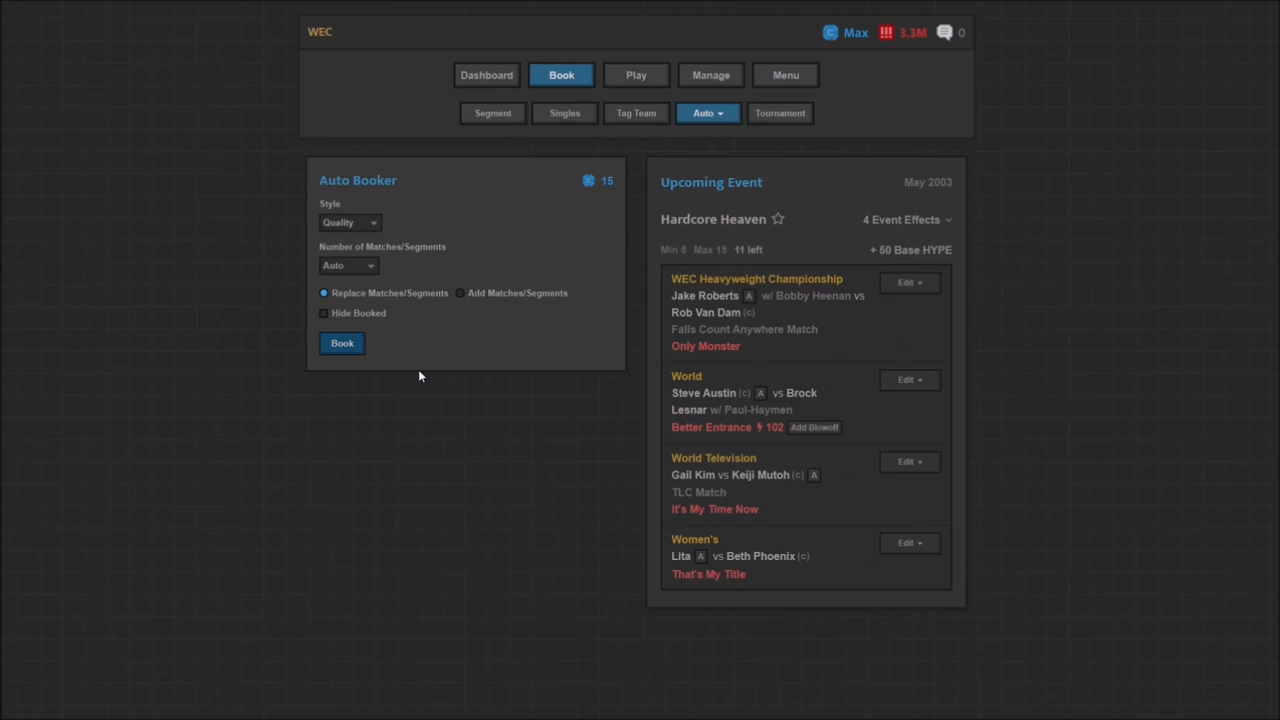 WEC
Max 3.3M 0
Dashboard Book Play Manage Menu
Segment Singles Tag Team Auto Tournament
Auto Booker 15
Style
Quality
Number of Matches/Segments
Auto
Replace Matches/Segments Add Matches/Segments
Hide Booked
Book
Upcoming Event May 2003
Hardcore Heaven 4 Event Effects
Min 5 Max 15 11 left + 50 Base HYPE
WEC Heavyweight Championship Edit
Jake Roberts A w/ Bobby Heenan vs
Rob Van Dam (c)
Falls Count Anywhere Match
Only Monster
World Edit
Steve Austin (c) A vs Brock
Lesnar w/ Paul-Haymen
Better Entrance 102 Add Blowoff
World Television Edit
Gail Kim vs Keiji Mutoh (c) A
TLC Match
It's My Time Now
Women's Edit
Lita A vs Beth Phoenix (c)
That's My Title